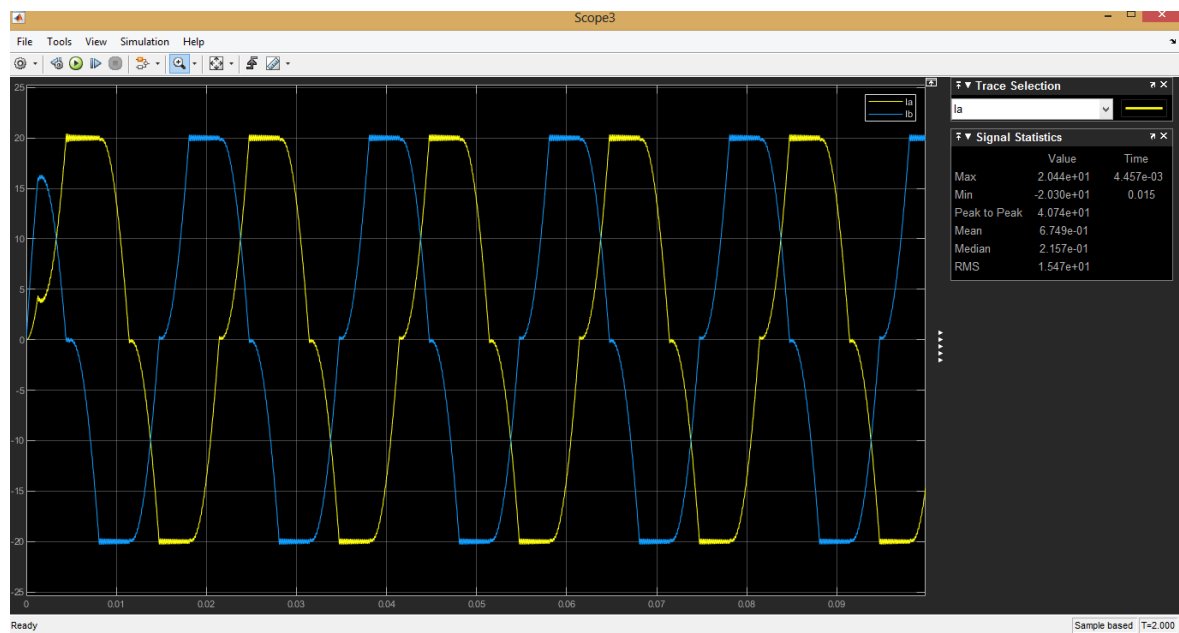 Scope3
File Tools View Simulation Help
Ia
Ib
25
20
15
10
5
0
-5
-10
-15
-20
-25
0 0.01 0.02 0.03 0.04 0.05 0.06 0.07 0.08 0.09
Trace Selection
Ia
Signal Statistics
Value Time
Max 2.044e+01 4.457e-03
Min -2.030e+01 0.015
Peak to Peak 4.074e+01
Mean 6.749e-01
Median 2.157e-01
RMS 1.547e+01
Ready Sample based T=2.000